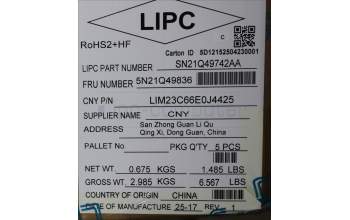 LIPC
RoHS2+HF
C
Carton ID 5D12152504230001
LIPC PART NUMBER SN21Q49742AA
FRU NUMBER 5N21Q49836
CNY P/N LIM23C66E0J4425
SUPPLIER NAME CNY
ADDRESS San Zhong Guan Li Qu
Qing Xi, Dong Guan, China
PALLET No PKG Q'TY 5 PCS
NET WT. 0.675 KGS 1.485 LBS
GROSS WT. 2.985 KGS 6.567 LBS
COUNTRY OF ORIGIN CHINA
DATE OF MANUFACTURE 25-17 REV 1